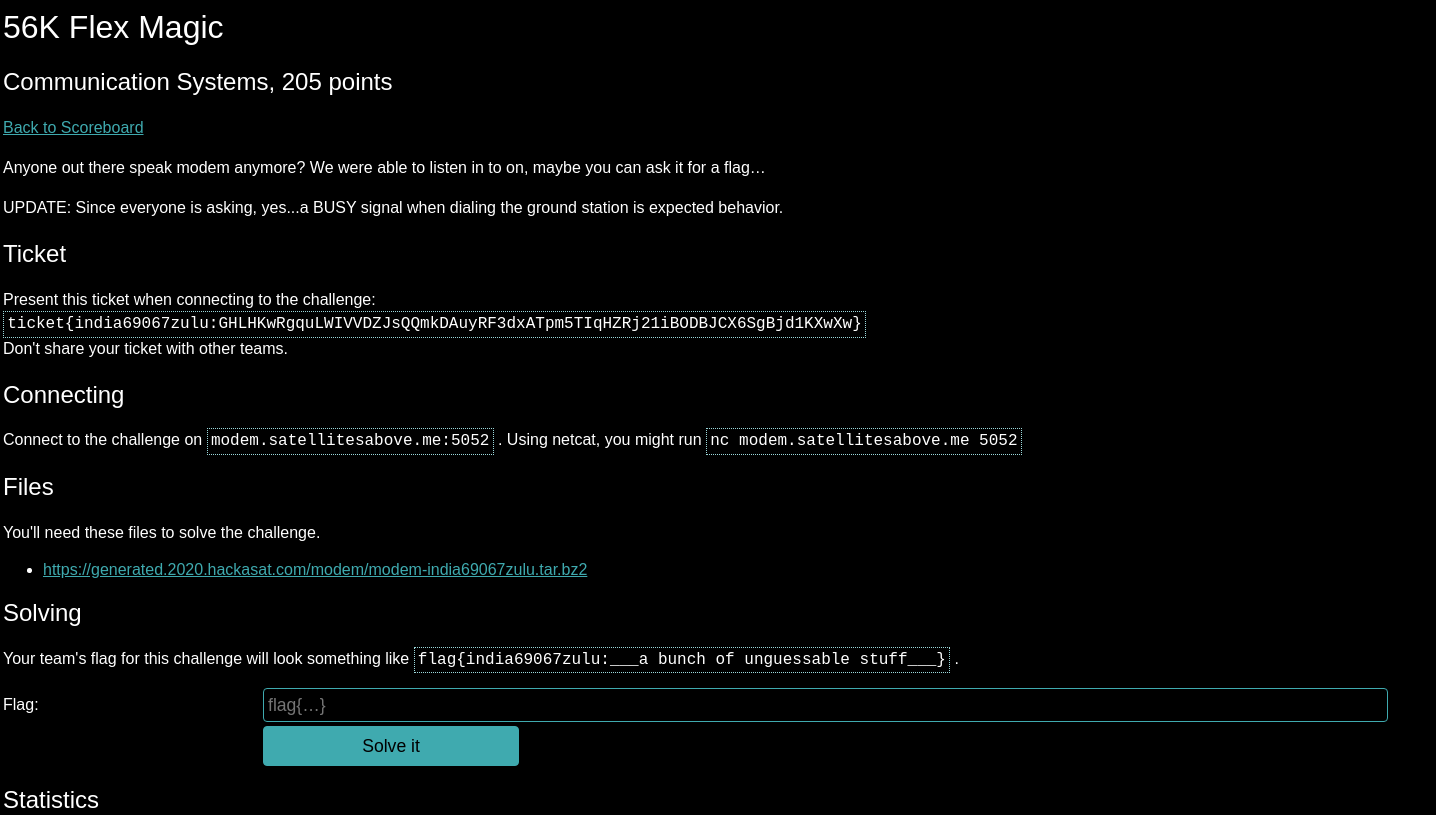 56K Flex Magic
Communication Systems, 205 points
Back to Scoreboard
Anyone out there speak modem anymore? We were able to listen in to on, maybe you can ask it for a flag…
UPDATE: Since everyone is asking, yes...a BUSY signal when dialing the ground station is expected behavior.
Ticket
Present this ticket when connecting to the challenge:
ticket{india69067zulu:GHLHKwRgquLWIVVDZJsQQmkDAuyRF3dxATpm5TIqHZRj21iBODBJCX6SgBjd1KXwXw}
Don't share your ticket with other teams.
Connecting
Connect to the challenge on modem.satellitesabove.me:5052 . Using netcat, you might run nc modem.satellitesabove.me 5052
Files
You'll need these files to solve the challenge.
https://generated.2020.hackasat.com/modem/modem-india69067zulu.tar.bz2
Solving
Your team's flag for this challenge will look something like flag{india69067zulu:___a bunch of unguessable stuff___} .
Flag: flag{…}
Solve it
Statistics